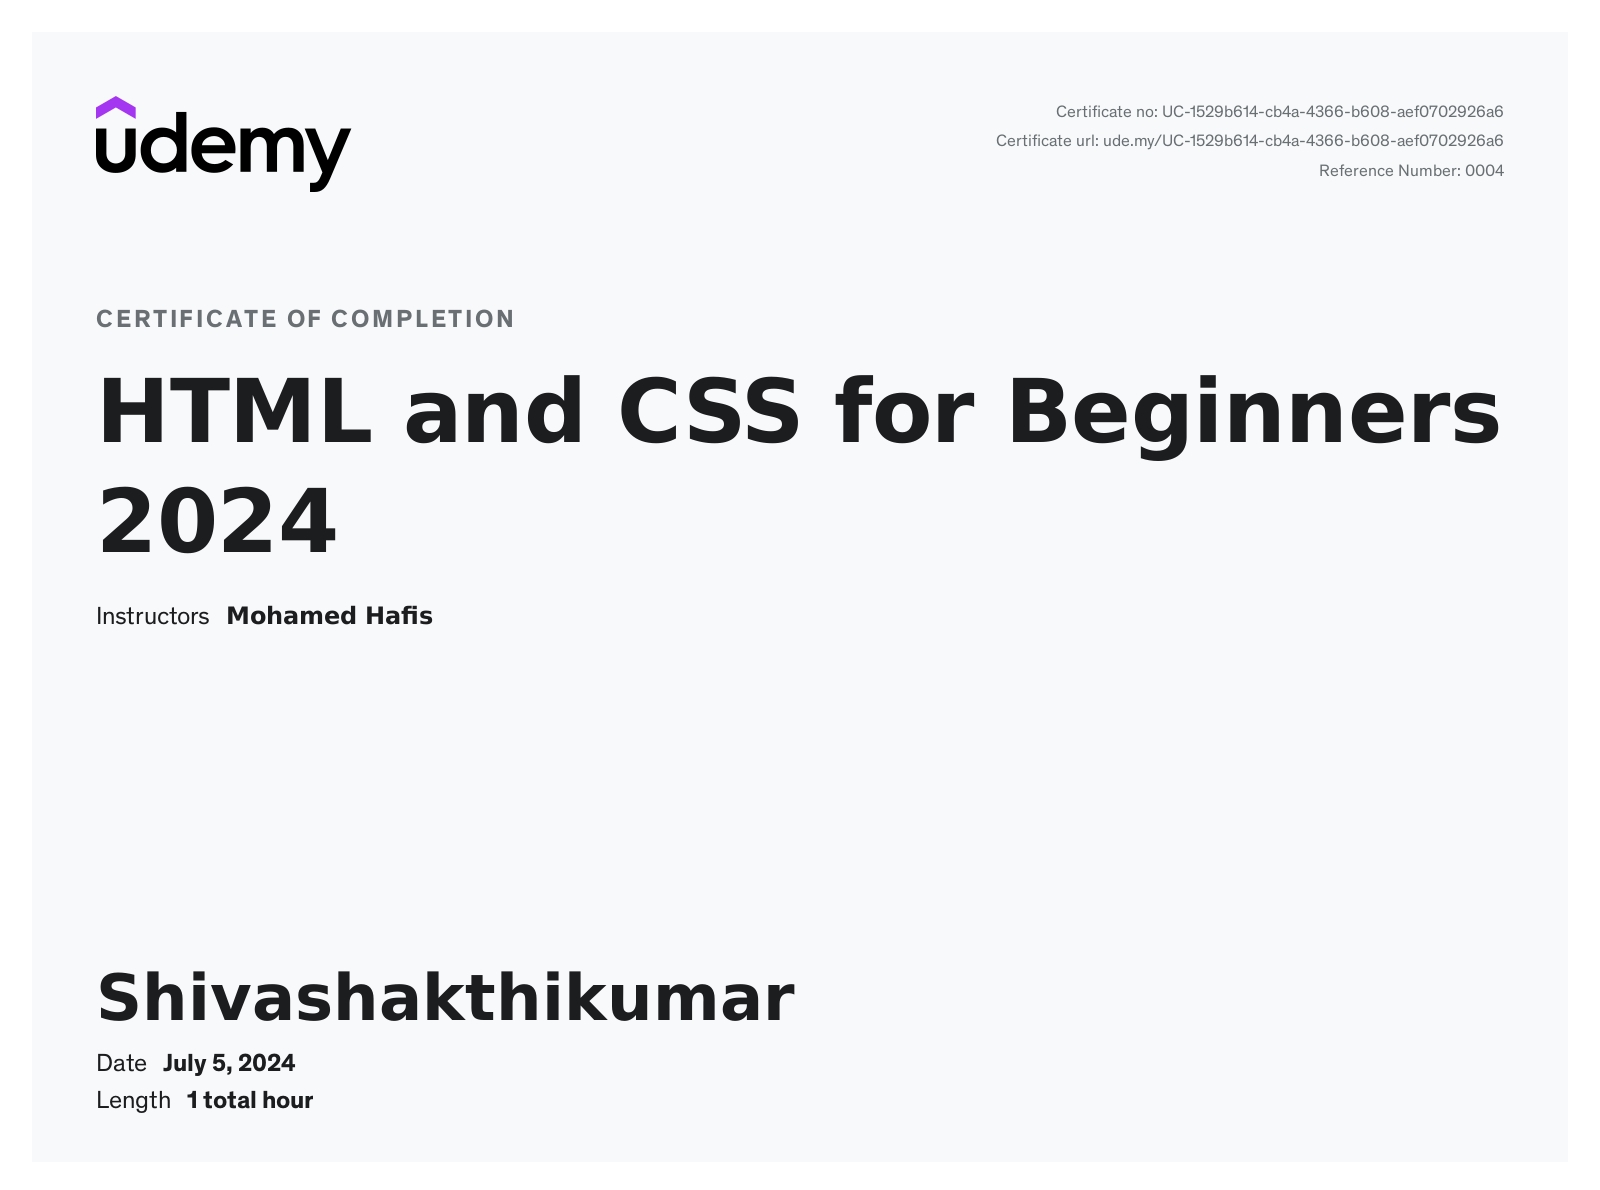 udemy
Certificate no: UC-1529b614-cb4a-4366-b608-aef0702926a6
Certificate url: ude.my/UC-1529b614-cb4a-4366-b608-aef0702926a6
Reference Number: 0004
CERTIFICATE OF COMPLETION
HTML and CSS for Beginners
2024
Instructors Mohamed Hafis
Shivashakthikumar
Date July 5, 2024
Length 1 total hour